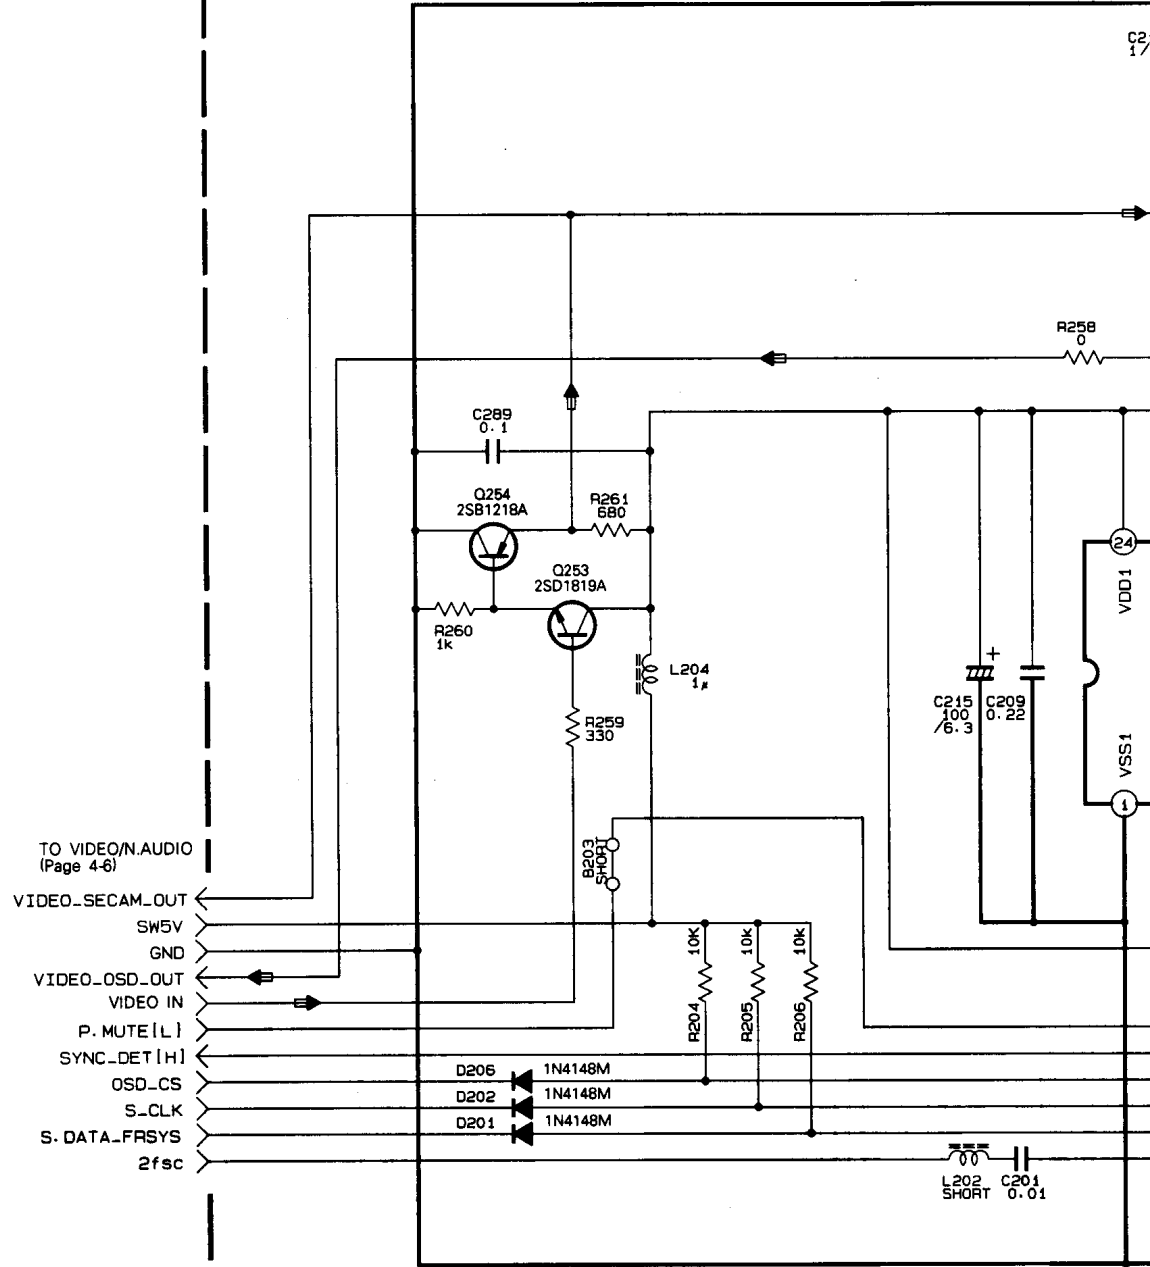 C2
1/
R258
0
C289
0.1
Q254
2SB1218A
R261
680
24
Q253
2SD1819A
VDD1
R260
1k
L204
1μ
+
C215
100
/6.3
C209
0.22
R259
330
VSS1
1
TO VIDEO/N.AUDIO
(Page 4-6)
B203
SHORT
VIDEO_SECAM_OUT
SW5V
GND
VIDEO_OSD_OUT
VIDEO IN
P.MUTE[L]
SYNC_DET[H]
OSD_CS
S_CLK
S.DATA_FRSYS
2fsc
10K
10K
10K
R204
R205
R206
D206
1N4148M
D202
1N4148M
D201
1N4148M
L202
SHORT
C201
0.01